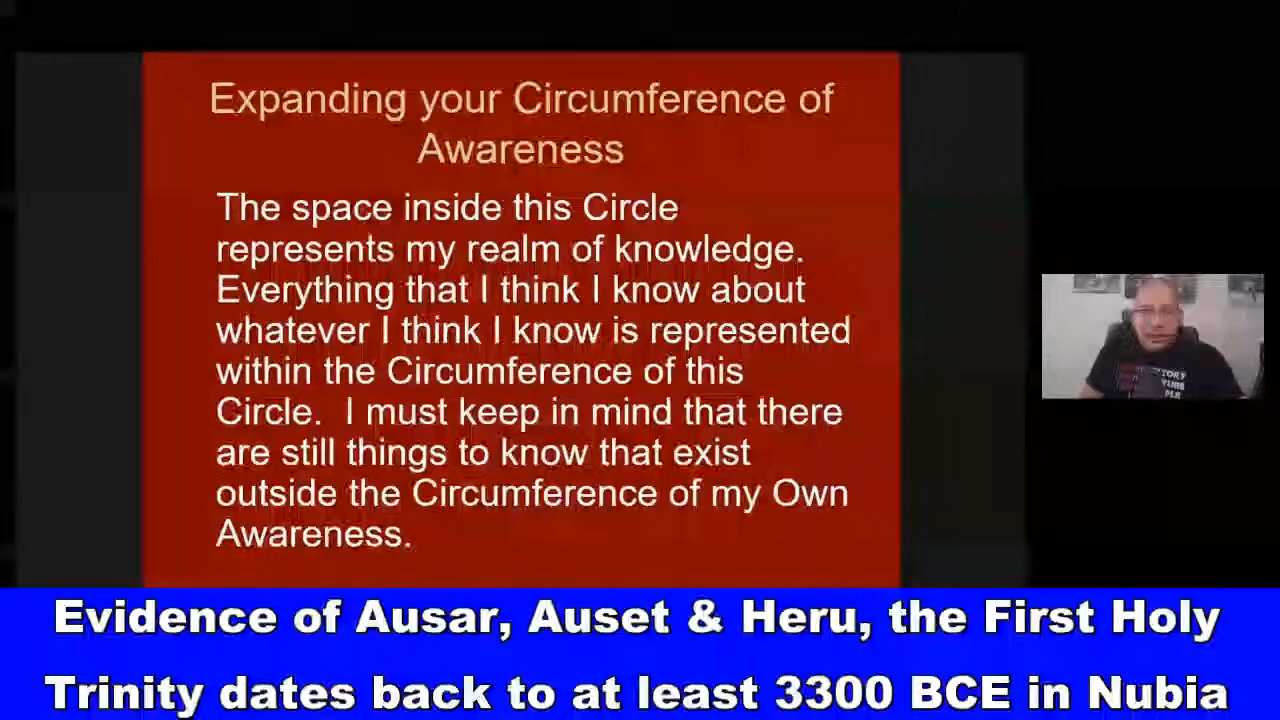 Expanding your Circumference of
Awareness
The space inside this Circle
represents my realm of knowledge.
Everything that I think I know about
whatever I think I know is represented
within the Circumference of this
Circle.  I must keep in mind that there
are still things to know that exist
outside the Circumference of my Own
Awareness.
Evidence of Ausar, Auset & Heru, the First Holy
Trinity dates back to at least 3300 BCE in Nubia